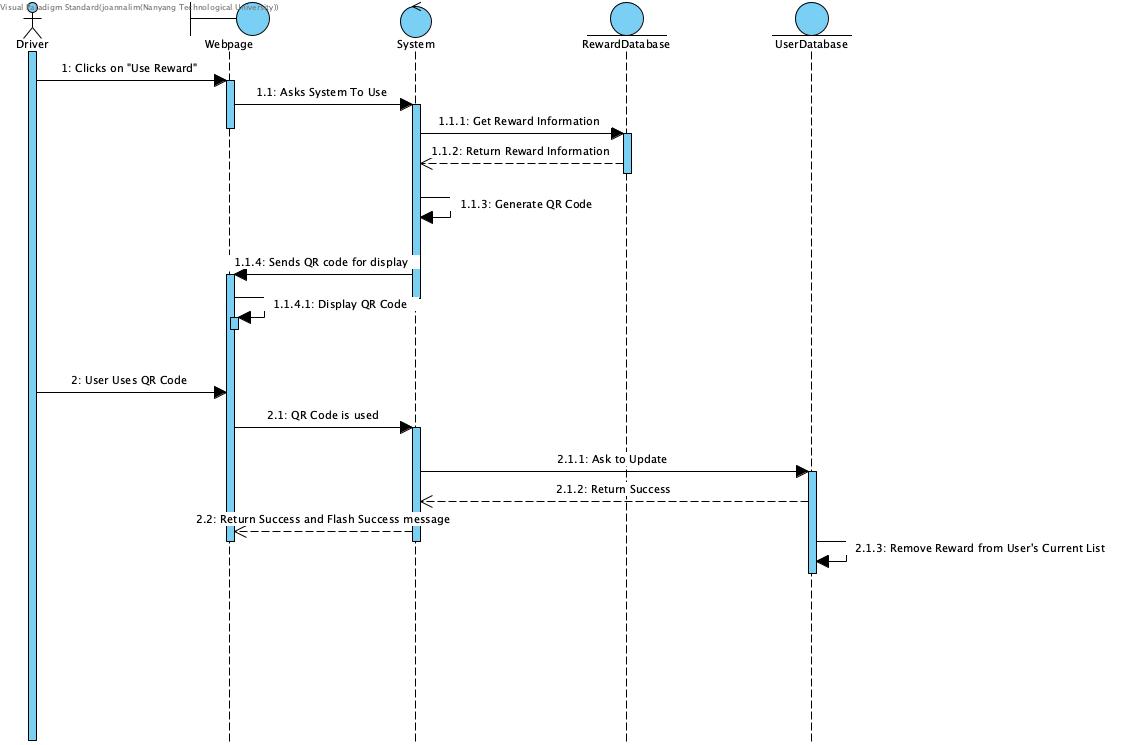 Visual Paradigm Standard(joannalim(Nanyang Technological University))
Driver
Webpage
System
RewardDatabase
UserDatabase
1: Clicks on "Use Reward"
1.1: Asks System To Use
1.1.1: Get Reward Information
1.1.2: Return Reward Information
1.1.3: Generate QR Code
1.1.4: Sends QR code for display
1.1.4.1: Display QR Code
2: User Uses QR Code
2.1: QR Code is used
2.1.1: Ask to Update
2.1.2: Return Success
2.2: Return Success and Flash Success message
2.1.3: Remove Reward from User's Current List